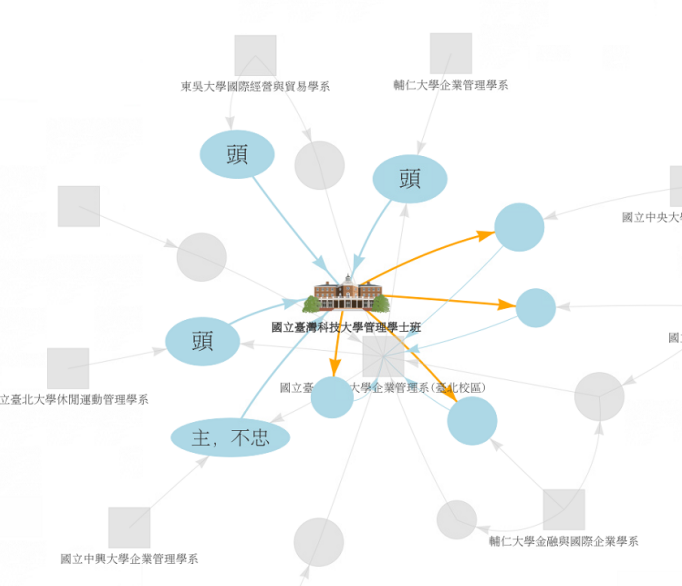 東吳大學國際經營與貿易學系
輔仁大學企業管理學系
頭
頭
國立中央大
國立臺灣科技大學管理學士班
頭
國立臺
大學企業管理系(臺北校區)
立臺北大學休閒運動管理學系
主, 不忠
輔仁大學金融與國際企業學系
國立中興大學企業管理學系